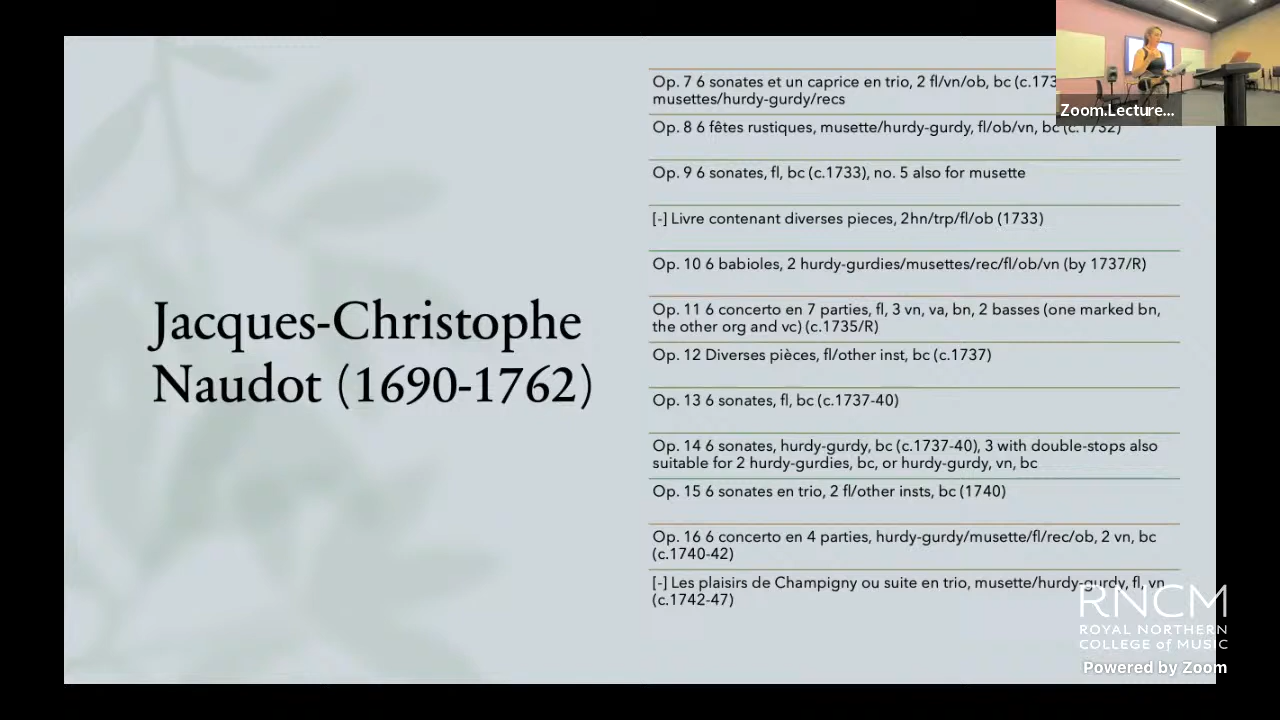 Jacques-Christophe
Naudot (1690-1762)
Op. 7 6 sonates et un caprice en trio, 2 fl/vn/ob, bc
musettes/hurdy-gurdy/recs
Op. 8 6 fêtes rustiques, musette/hurdy-gurdy, fl/ob/vn, bc (c.1732)
Op. 9 6 sonates, fl, bc (c.1733), no. 5 also for musette
[-] Livre contenant diverses pieces, 2hn/trp/fl/ob (1733)
Op. 10 6 babioles, 2 hurdy-gurdies/musettes/rec/fl/ob/vn (by 1737/R)
Op. 11 6 concerto en 7 parties, fl, 3 vn, va, bn, 2 basses (one marked bn,
the other org and vc) (c.1735/R)
Op. 12 Diverses pièces, fl/other inst, bc (c.1737)
Op. 13 6 sonates, fl, bc (c.1737-40)
Op. 14 6 sonates, hurdy-gurdy, bc (c.1737-40), 3 with double-stops also
suitable for 2 hurdy-gurdies, bc, or hurdy-gurdy, vn, bc
Op. 15 6 sonates en trio, 2 fl/other insts, bc (1740)
Op. 16 6 concerto en 4 parties, hurdy-gurdy/musette/fl/rec/ob, 2 vn, bc
(c.1740-42)
[-] Les plaisirs de Champigny ou suite en trio, musette/hurdy-gurdy, fl, vn
(c.1742-47)
Zoom.Lecture...
RNCM
ROYAL NORTHERN
COLLEGE of MUSIC
Powered by Zoom